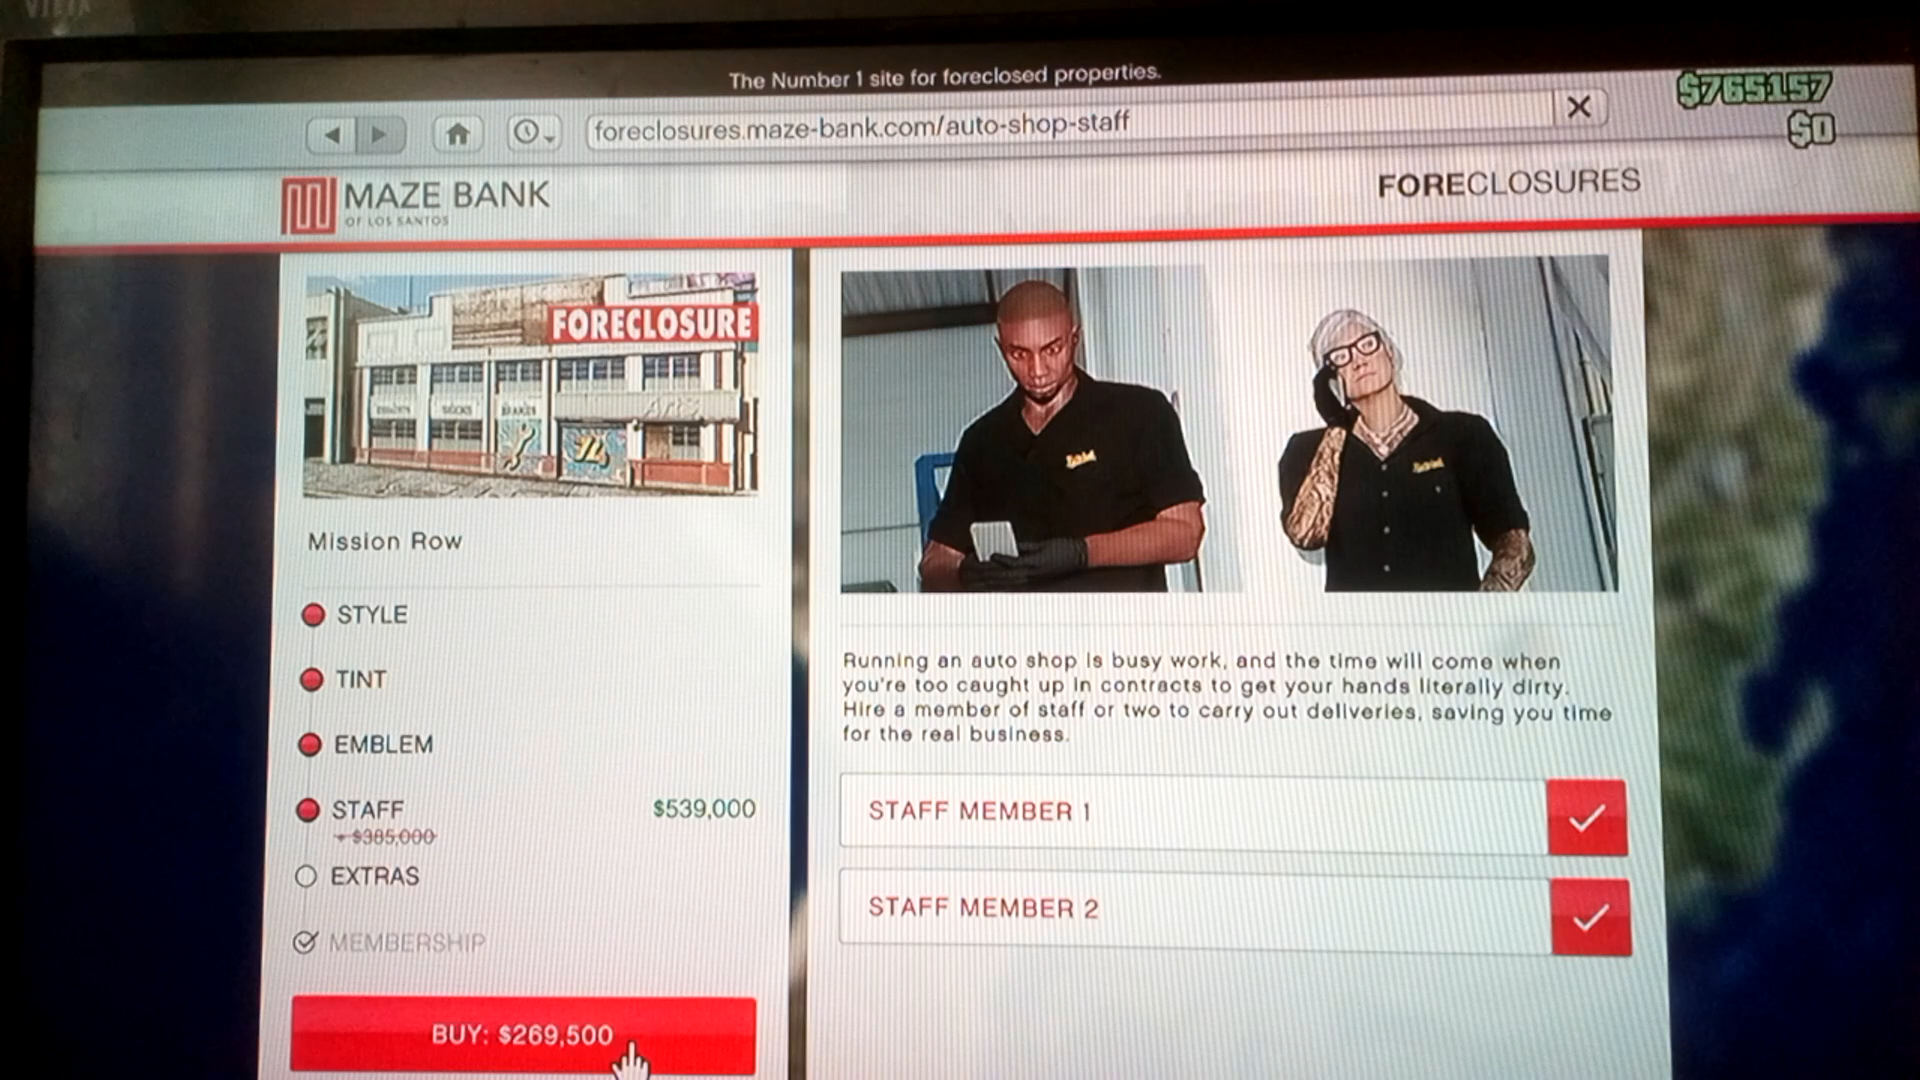 The Number 1 site for foreclosed properties.
$765157
$0
foreclosures.maze-bank.com/auto-shop-staff
MAZE BANK
OF LOS SANTOS
FORECLOSURES
FORECLOSURE
Mission Row
STYLE
TINT
EMBLEM
STAFF $539,000
+ $385,000
EXTRAS
MEMBERSHIP
BUY: $269,500
Running an auto shop is busy work, and the time will come when
you're too caught up in contracts to get your hands literally dirty.
Hire a member of staff or two to carry out deliveries, saving you time
for the real business.
STAFF MEMBER 1
STAFF MEMBER 2